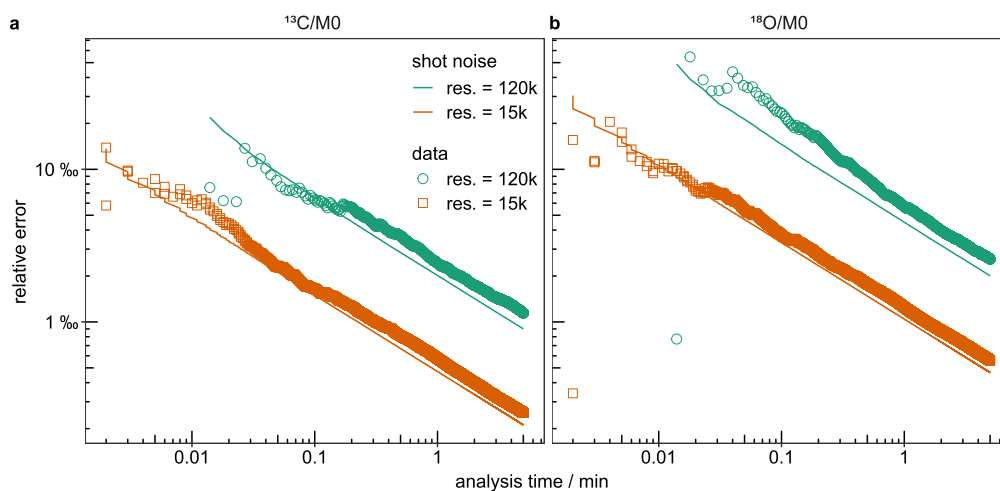 a
¹³C/M0
b
¹⁸O/M0
shot noise
res. = 120k
res. = 15k
data
res. = 120k
res. = 15k
10 ‰
1 ‰
relative error
0.01
0.1
1
0.01
0.1
1
analysis time / min